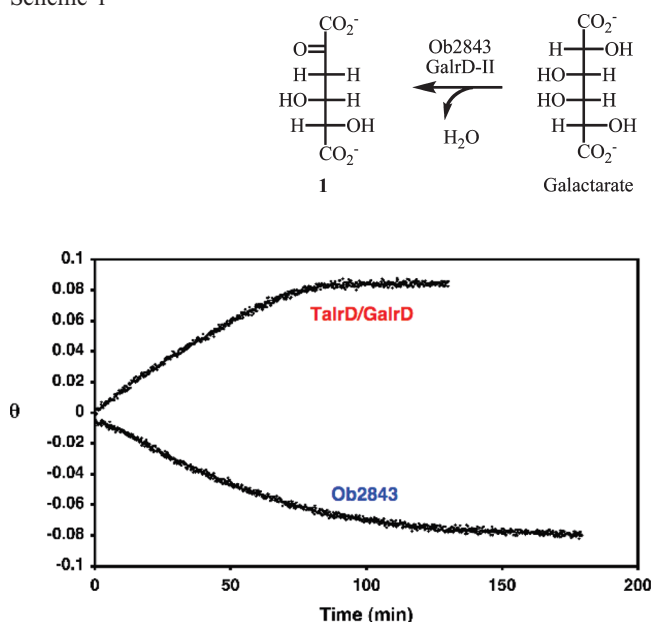 Scheme 1
CO₂⁻
O
H H
HO H
H OH
CO₂⁻
1
Ob2843
GalrD-II
H₂O
CO₂⁻
H OH
HO H
HO H
H OH
CO₂⁻
Galactarate
0.1
0.08
0.06
0.04
0.02
0
-0.02
-0.04
-0.06
-0.08
-0.1
θ
TalrD/GalrD
Ob2843
0 50 100 150 200
Time (min)